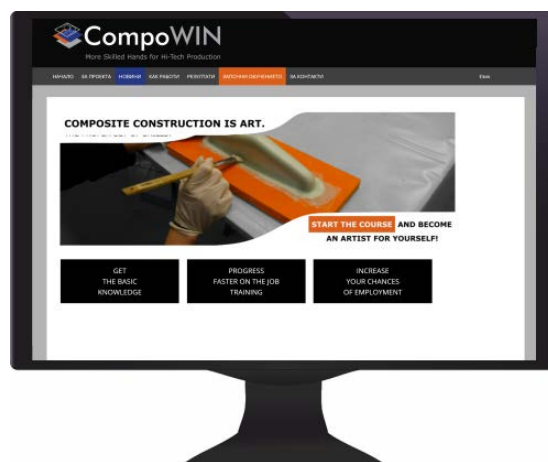 CompoWIN
More Skilled Hands for Hi-Tech Production
НАЧАЛО ЗА ПРОЕКТА НОВИНИ КАК РАБОТИ РЕЗУЛТАТИ ЗАПОЧНИ ОБУЧЕНИЕТО ЗА КОНТАКТИ
COMPOSITE CONSTRUCTION IS ART.
START THE COURSE AND BECOME
AN ARTIST FOR YOURSELF!
GET
THE BASIC
KNOWLEDGE
PROGRESS
FASTER ON THE JOB
TRAINING
INCREASE
YOUR CHANCES
OF EMPLOYMENT